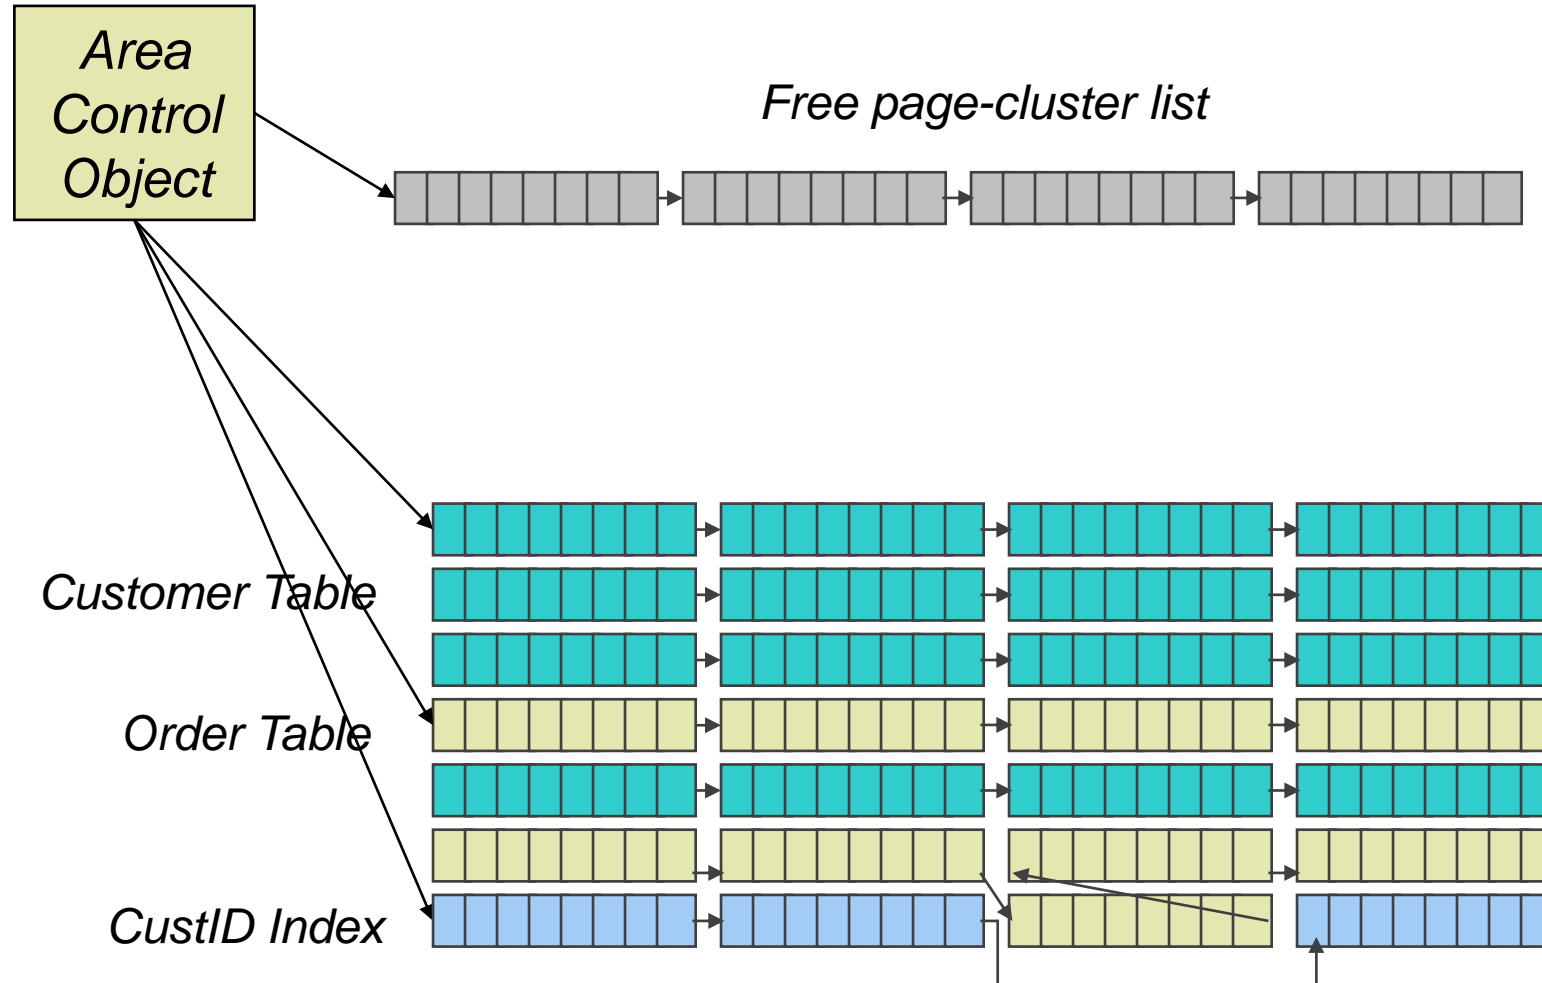 Area
Control
Object
Free page-cluster list
Customer Table
Order Table
CustID Index